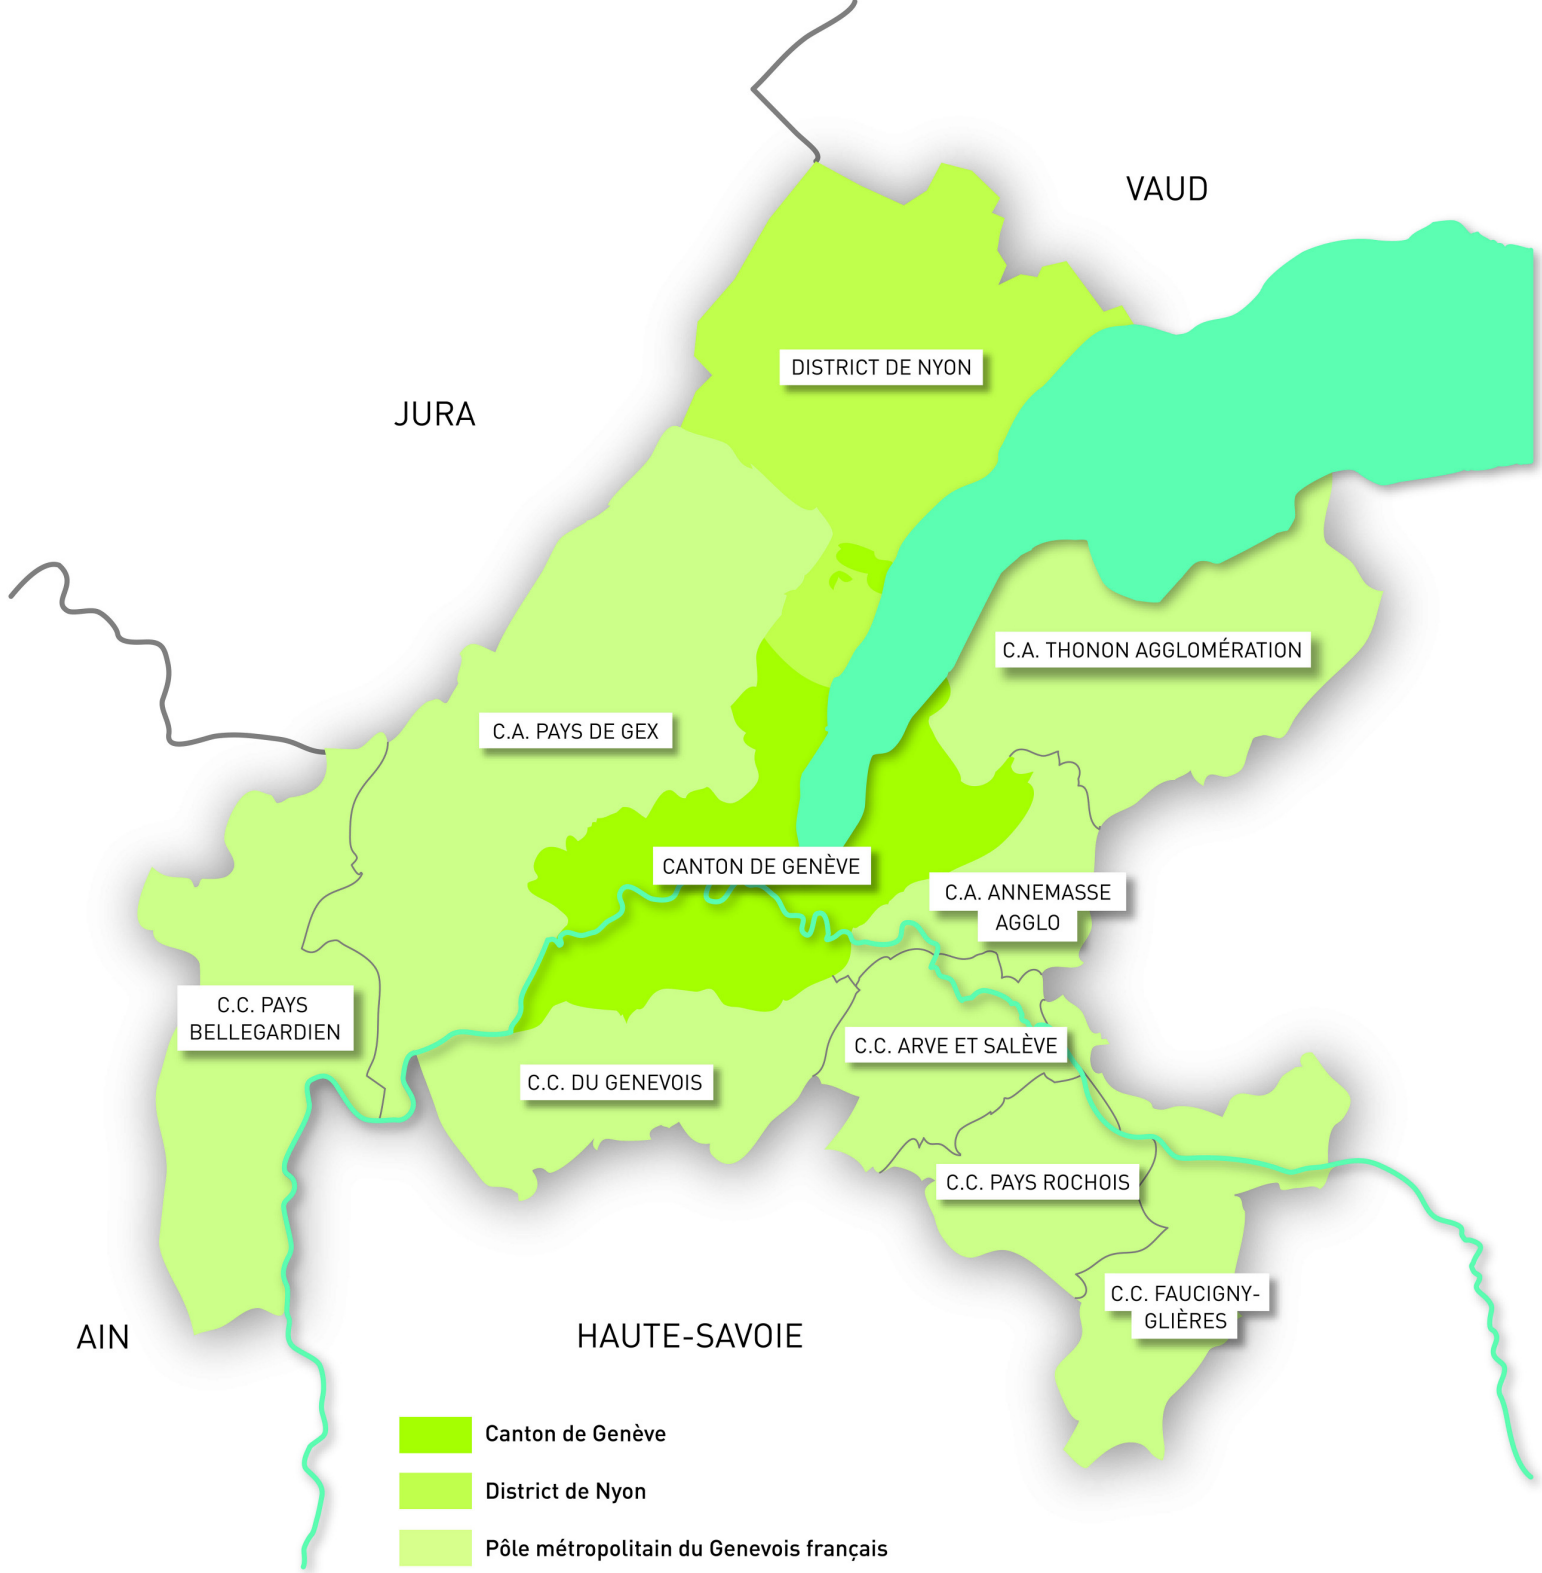 VAUD
DISTRICT DE NYON
JURA
C.A. THONON AGGLOMÉRATION
C.A. PAYS DE GEX
CANTON DE GENÈVE
C.A. ANNEMASSE
AGGLO
C.C. PAYS
BELLEGARDIEN
C.C. ARVE ET SALÈVE
C.C. DU GENEVOIS
C.C. PAYS ROCHOIS
C.C. FAUCIGNY-
GLIÈRES
AIN
HAUTE-SAVOIE
Canton de Genève
District de Nyon
Pôle métropolitain du Genevois français